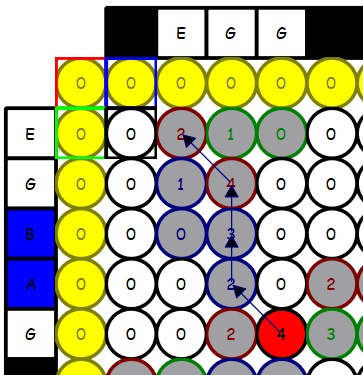 E G G
0 0 0 0 0 0
E 0 0 2 1 0 0
G 0 0 1 4 0 0
B 0 0 0 3 0 0
A 0 0 0 2 0 2
G 0 0 0 2 4 3